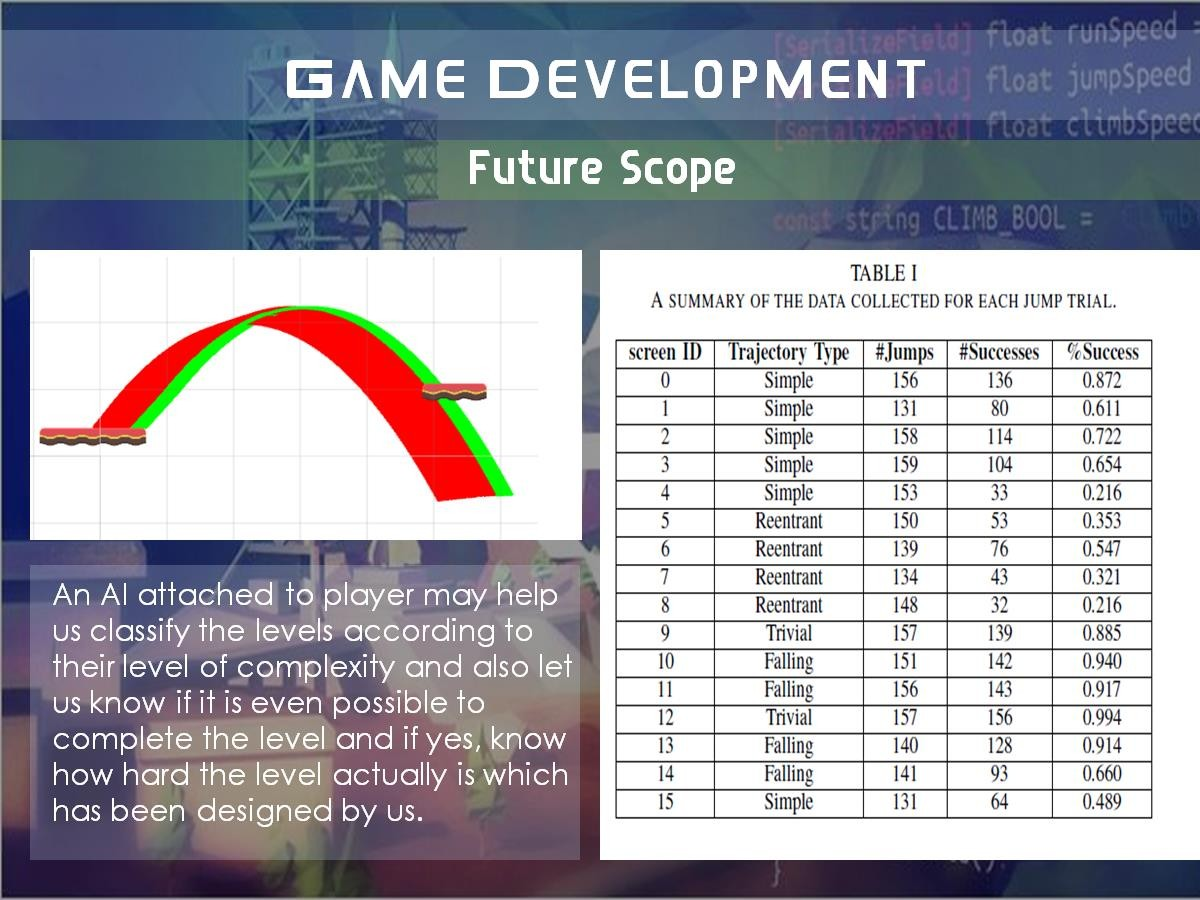 [SerializeField] float runSpeed =
GAME DEVELOPMENT
[SerializeField] float jumpSpeed
[SerializeField] float climbSpeed
Future Scope
const string CLIMB_BOOL = Climb
TABLE I
A SUMMARY OF THE DATA COLLECTED FOR EACH JUMP TRIAL.
screen ID Trajectory Type #Jumps #Successes %Success
0 Simple 156 136 0.872
1 Simple 131 80 0.611
2 Simple 158 114 0.722
3 Simple 159 104 0.654
4 Simple 153 33 0.216
5 Reentrant 150 53 0.353
6 Reentrant 139 76 0.547
7 Reentrant 134 43 0.321
8 Reentrant 148 32 0.216
9 Trivial 157 139 0.885
10 Falling 151 142 0.940
11 Falling 156 143 0.917
12 Trivial 157 156 0.994
13 Falling 140 128 0.914
14 Falling 141 93 0.660
15 Simple 131 64 0.489
An AI attached to player may help
us classify the levels according to
their level of complexity and also let
us know if it is even possible to
complete the level and if yes, know
how hard the level actually is which
has been designed by us.
}